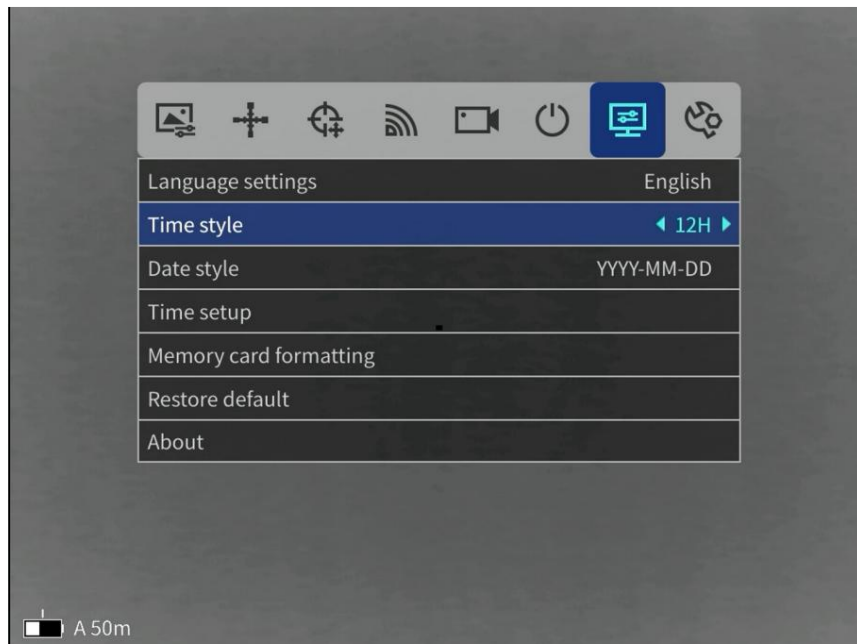 Language settings English
Time style 12H
Date style YYYY-MM-DD
Time setup
Memory card formatting
Restore default
About
A 50m